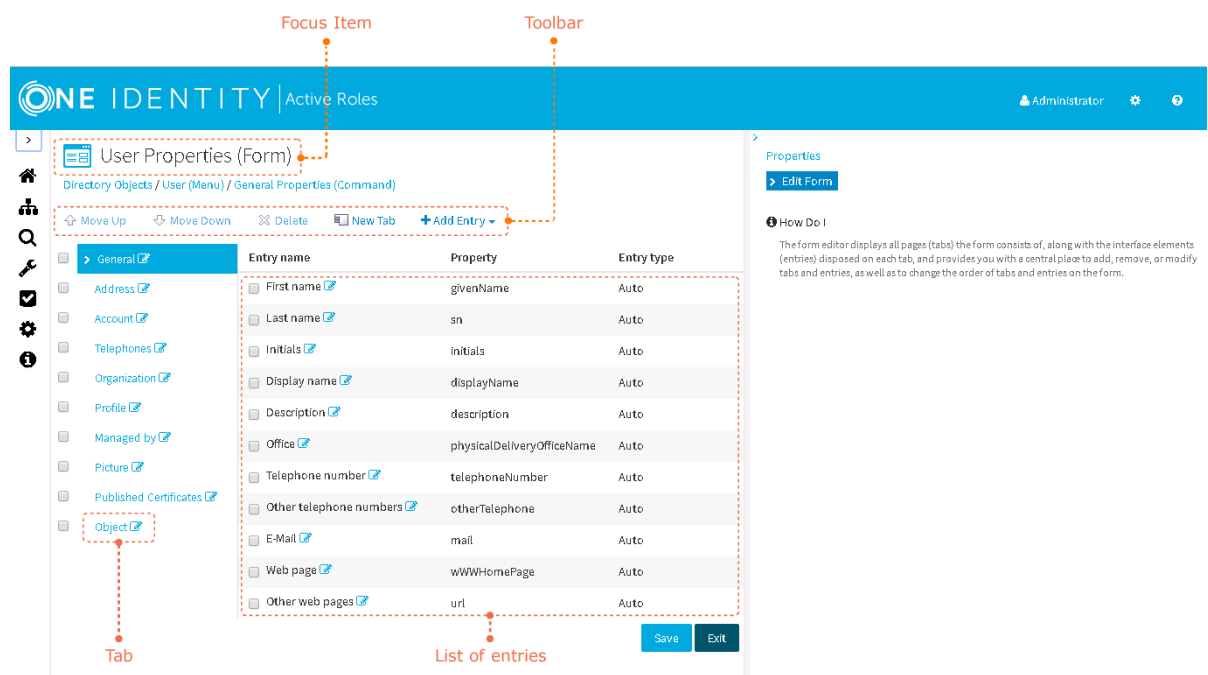 Focus Item
Toolbar
ONE IDENTITY Active Roles
Administrator
User Properties (Form)
Directory Objects / User (Menu) / General Properties (Command)
Move Up Move Down Delete New Tab Add Entry
General
Address
Account
Telephones
Organization
Profile
Managed by
Picture
Published Certificates
Object
Entry name Property Entry type
First name givenName Auto
Last name sn Auto
Initials initials Auto
Display name displayName Auto
Description description Auto
Office physicalDeliveryOfficeName Auto
Telephone number telephoneNumber Auto
Other telephone numbers otherTelephone Auto
E-Mail mail Auto
Web page wWWHomePage Auto
Other web pages url Auto
Save Exit
Properties
Edit Form
How Do I
The form editor displays all pages (tabs) the form consists of, along with the interface elements
(entries) disposed on each tab, and provides you with a central place to add, remove, or modify
tabs and entries, as well as to change the order of tabs and entries on the form.
Tab
List of entries